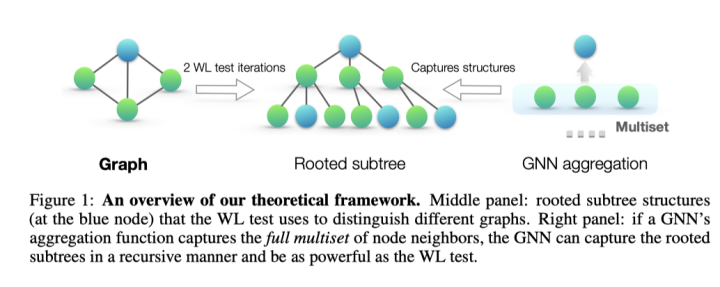 2 WL test iterations
Captures structures
Multiset
Graph
Rooted subtree
GNN aggregation
Figure 1: An overview of our theoretical framework. Middle panel: rooted subtree structures
(at the blue node) that the WL test uses to distinguish different graphs. Right panel: if a GNN's
aggregation function captures the full multiset of node neighbors, the GNN can capture the rooted
subtrees in a recursive manner and be as powerful as the WL test.